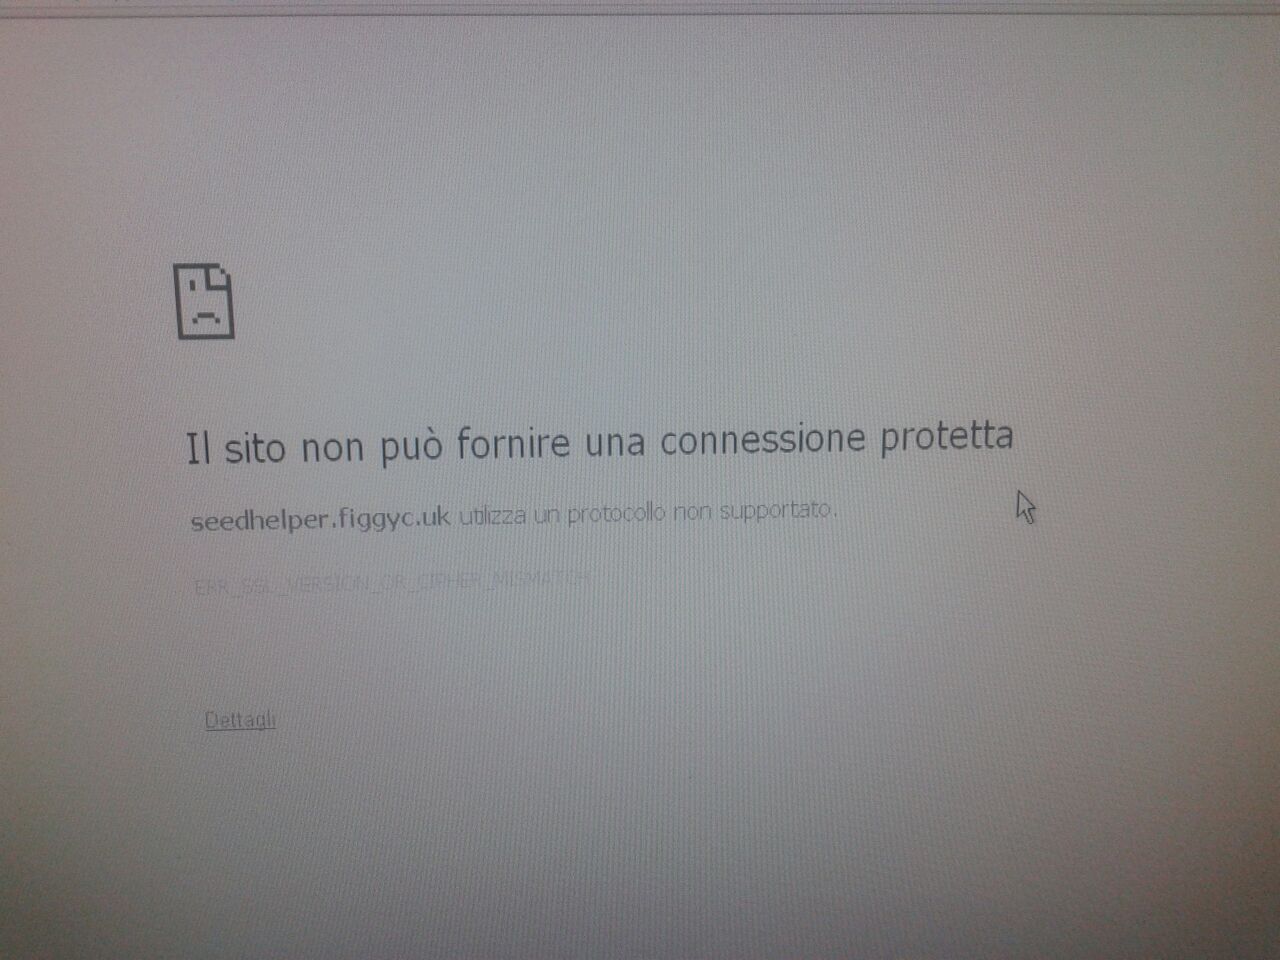 Il sito non può fornire una connessione protetta
seedhelper.figgyc.uk utilizza un protocollo non supportato.
ERR_SSL_VERSION_OR_CIPHER_MISMATCH
Dettagli